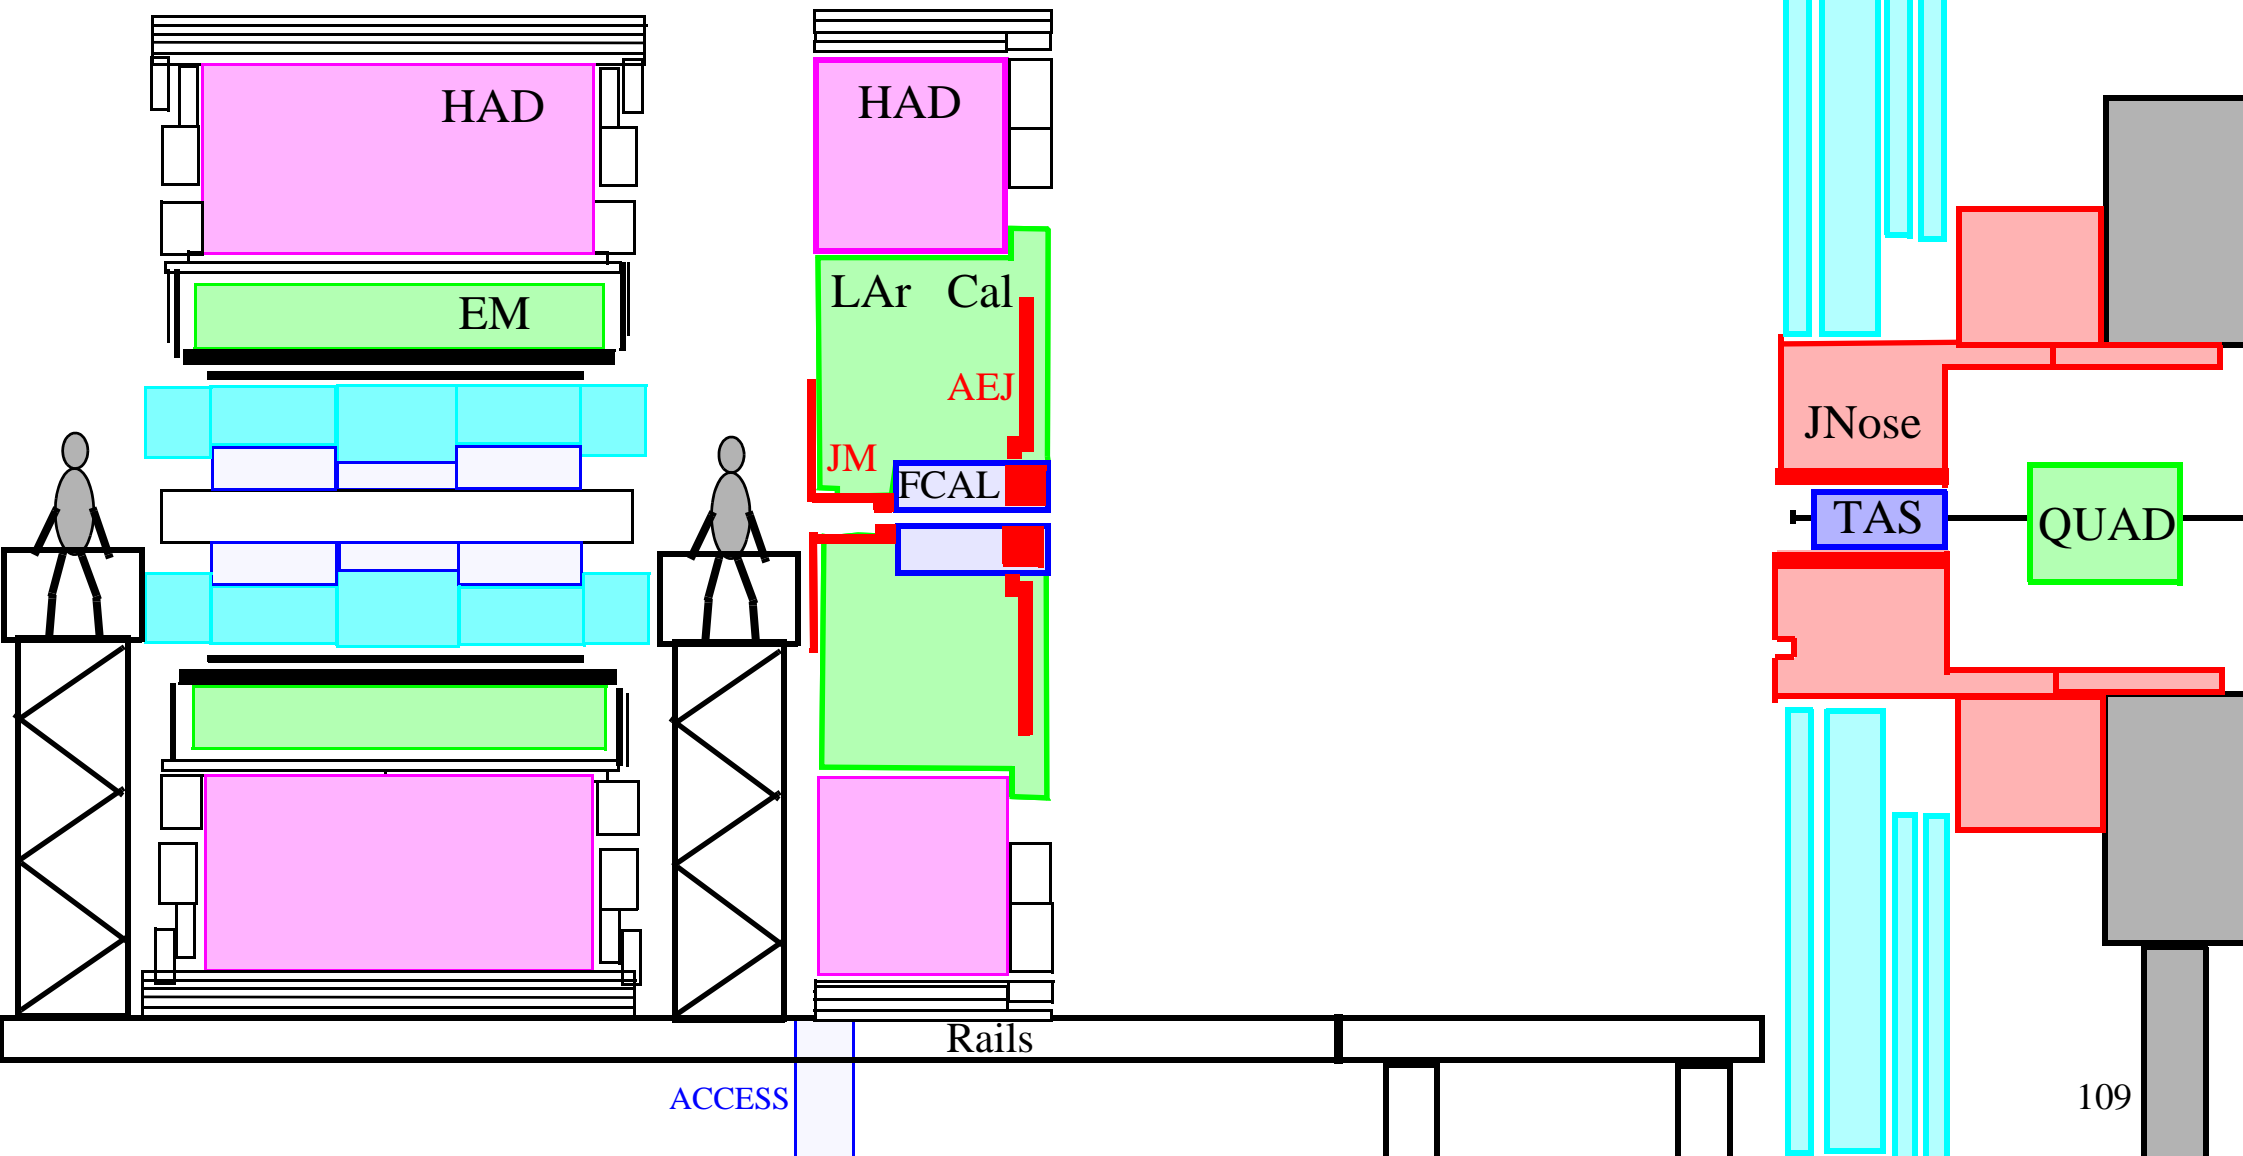 HAD
HAD
EM
LAr Cal
AEJ
JM
FCAL
JNose
TAS
QUAD
Rails
ACCESS
109